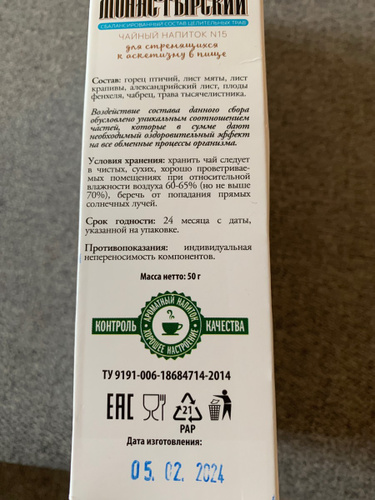 МОНАСТЫРСКИЙ
СБАЛАНСИРОВАННЫЙ СОСТАВ ЦЕЛИТЕЛЬНЫХ ТРАВ
ЧАЙНЫЙ НАПИТОК N15
для стремящихся
к аскетизму в пище
Состав: горец птичий, лист мяты, лист
крапивы, александрийский лист, плоды
фенхеля, чабрец, трава тысячелистника.
Воздействие состава данного сбора
обусловлено уникальным соотношением
частей, которые в сумме дают
необходимый оздоровительный эффект
на все обменные процессы организма.
Условия хранения: хранить чай следует
в чистых, сухих, хорошо проветривае-
мых помещениях при относительной
влажности воздуха 60-65% (но не выше
70%), беречь от попадания прямых
солнечных лучей.
Срок годности: 24 месяца с даты,
указанной на упаковке.
Противопоказания: индивидуальная
непереносимость компонентов.
Масса нетто: 50 г
АРОМАТНЫЙ НАПИТОК
КОНТРОЛЬ КАЧЕСТВА
ХОРОШЕЕ НАСТРОЕНИЕ
ТУ 9191-006-18684714-2014
EAC
21
PAP
Дата изготовления:
05. 02. 2024